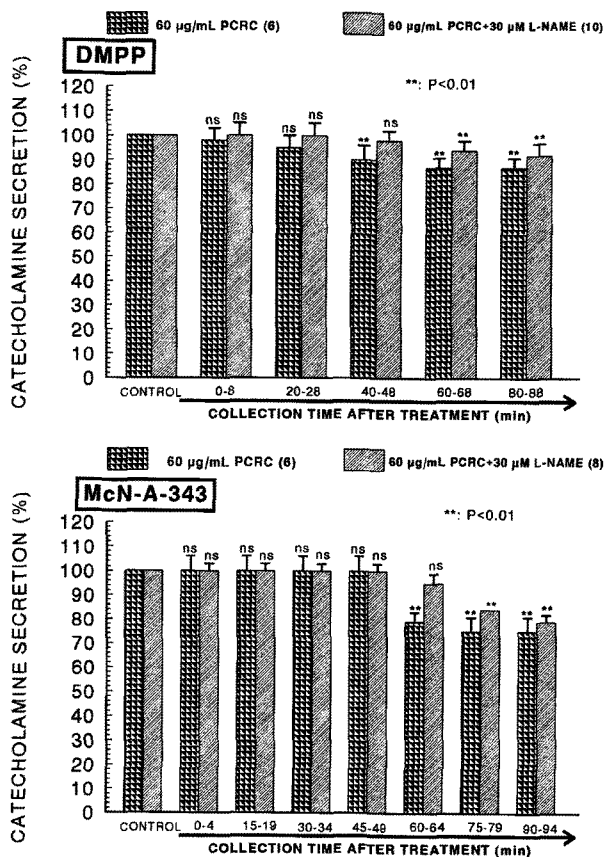 60 µg/mL PCRC (6)
60 µg/mL PCRC+30 µM L-NAME (10)
DMPP
**: P<0.01
CATECHOLAMINE SECRETION (%)
120
110
100
90
80
70
60
50
40
30
20
10
0
ns ns ns ns ** ns ** ** ** **
CONTROL 0-8 20-28 40-48 60-68 80-88
COLLECTION TIME AFTER TREATMENT (min)
60 µg/mL PCRC (6)
60 µg/mL PCRC+30 µM L-NAME (8)
McN-A-343
**: P<0.01
CATECHOLAMINE SECRETION (%)
120
110
100
90
80
70
60
50
40
30
20
10
0
ns ns ns ns ns ns ns ns ** ns ** ** ** **
CONTROL 0-4 15-19 30-34 45-49 60-64 75-79 90-94
COLLECTION TIME AFTER TREATMENT (min)